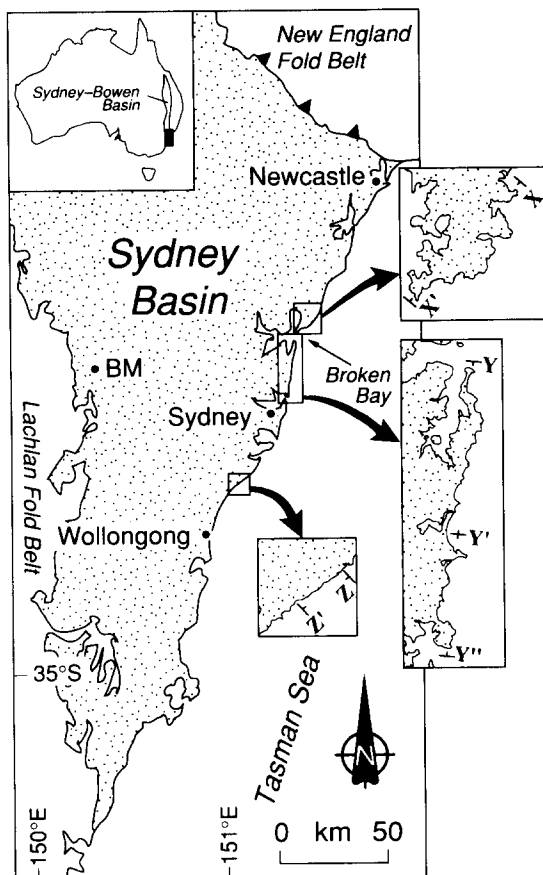 New England
Fold Belt
Sydney–Bowen
Basin
Newcastle
Sydney
Basin
X
X'
BM
Broken
Bay
Sydney
Lachlan Fold Belt
Wollongong
Y
Y'
Y"
Z
Z'
35°S
Tasman Sea
N
150°E
151°E
0 km 50